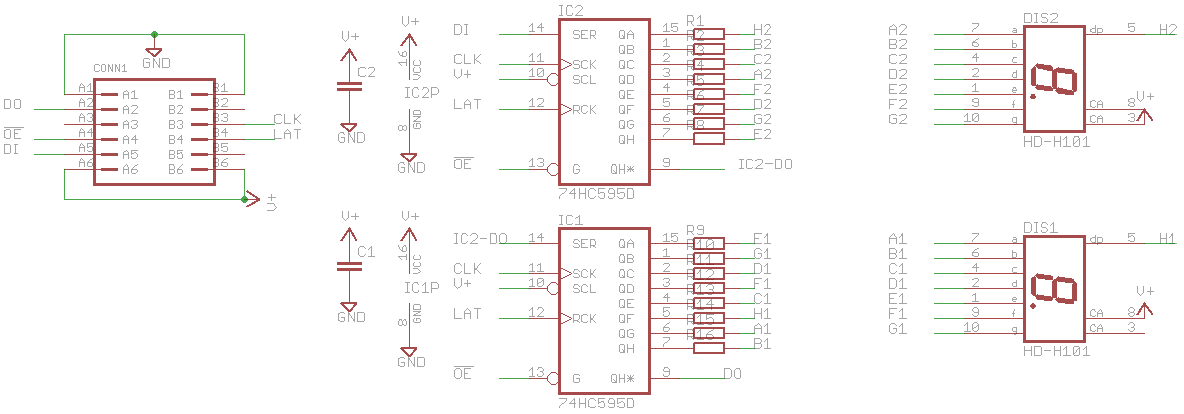 CONN1
GND
A1 A1 B1 B1
DO A2 A2 B2 B2
A3 A3 B3 B3 CLK
OE A4 A4 B4 B4 LAT
DI A5 A5 B5 B5
A6 A6 B6 B6
V+
V+
C2
GND
V+
16 VCC
IC2P
8 GND
GND
IC2
DI 14 SER QA 15 R1 H2
QB 1 R2 B2
CLK 11 SCK QC 2 R3 C2
V+ 10 SCL QD 3 R4 A2
QE 4 R5 F2
LAT 12 RCK QF 5 R6 D2
QG 6 R7 G2
QH 7 R8 E2
OE 13 G QH* 9 IC2-DO
74HC595D
DIS2
A2 7 a dp 5 H2
B2 6 b
C2 4 c
D2 2 d
E2 1 e
F2 9 f CA 8 V+
G2 10 g CA 3
HD-H101
V+
C1
GND
V+
16 VCC
IC1P
8 GND
GND
IC1
IC2-DO 14 SER QA 15 R9 E1
QB 1 R10 G1
CLK 11 SCK QC 2 R11 D1
V+ 10 SCL QD 3 R12 F1
QE 4 R13 C1
LAT 12 RCK QF 5 R14 H1
QG 6 R15 A1
QH 7 R16 B1
OE 13 G QH* 9 DO
74HC595D
DIS1
A1 7 a dp 5 H1
B1 6 b
C1 4 c
D1 2 d
E1 1 e
F1 9 f CA 8 V+
G1 10 g CA 3
HD-H101